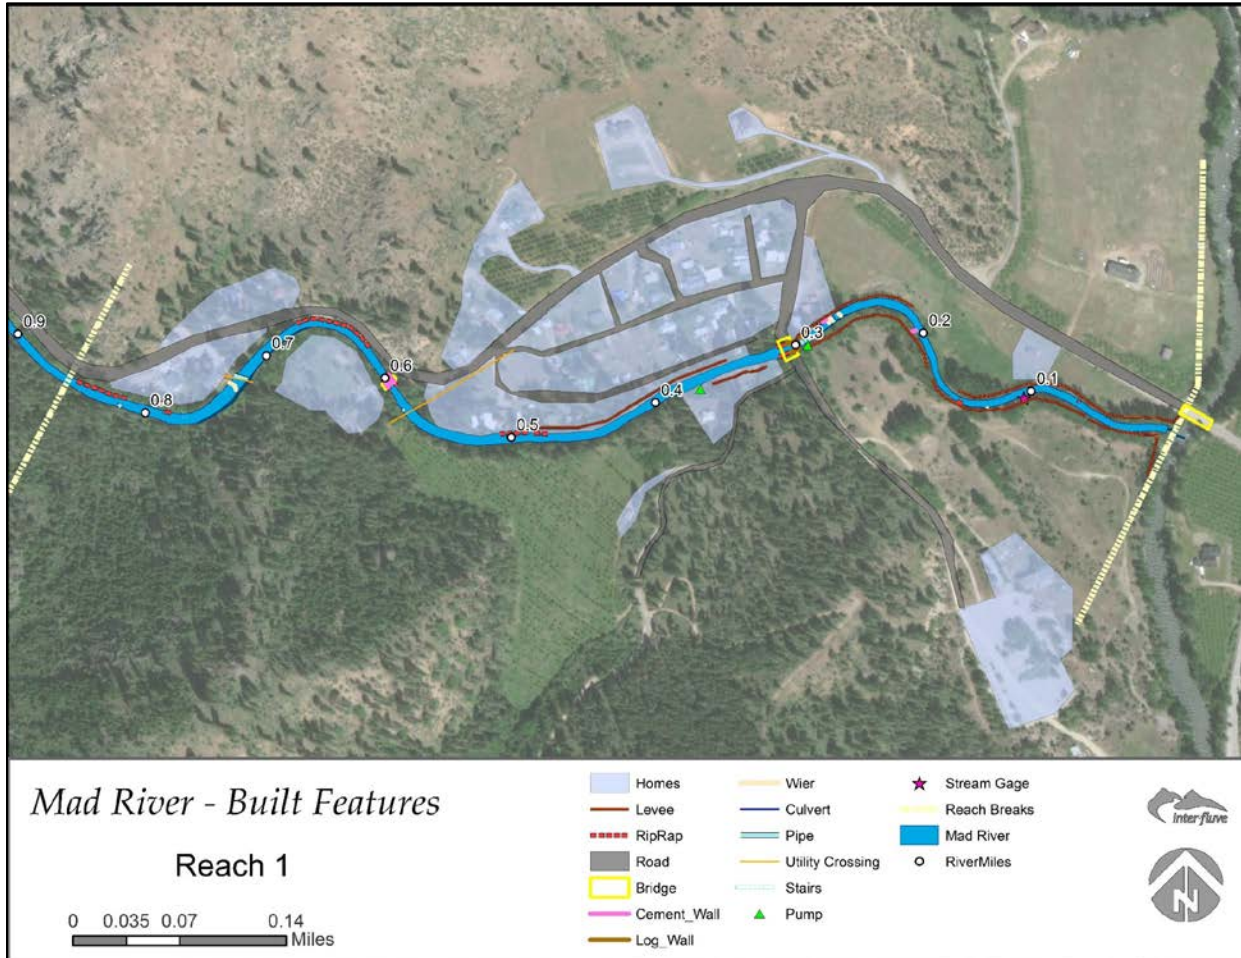 0.9
0.8
0.7
0.6
0.5
0.4
0.3
0.2
0.1
Mad River - Built Features
Reach 1
0 0.035 0.07 0.14
Miles
Homes
Levee
RipRap
Road
Bridge
Cement_Wall
Log_Wall
Wier
Culvert
Pipe
Utility Crossing
Stairs
Pump
Stream Gage
Reach Breaks
Mad River
RiverMiles
inter-fluve
N